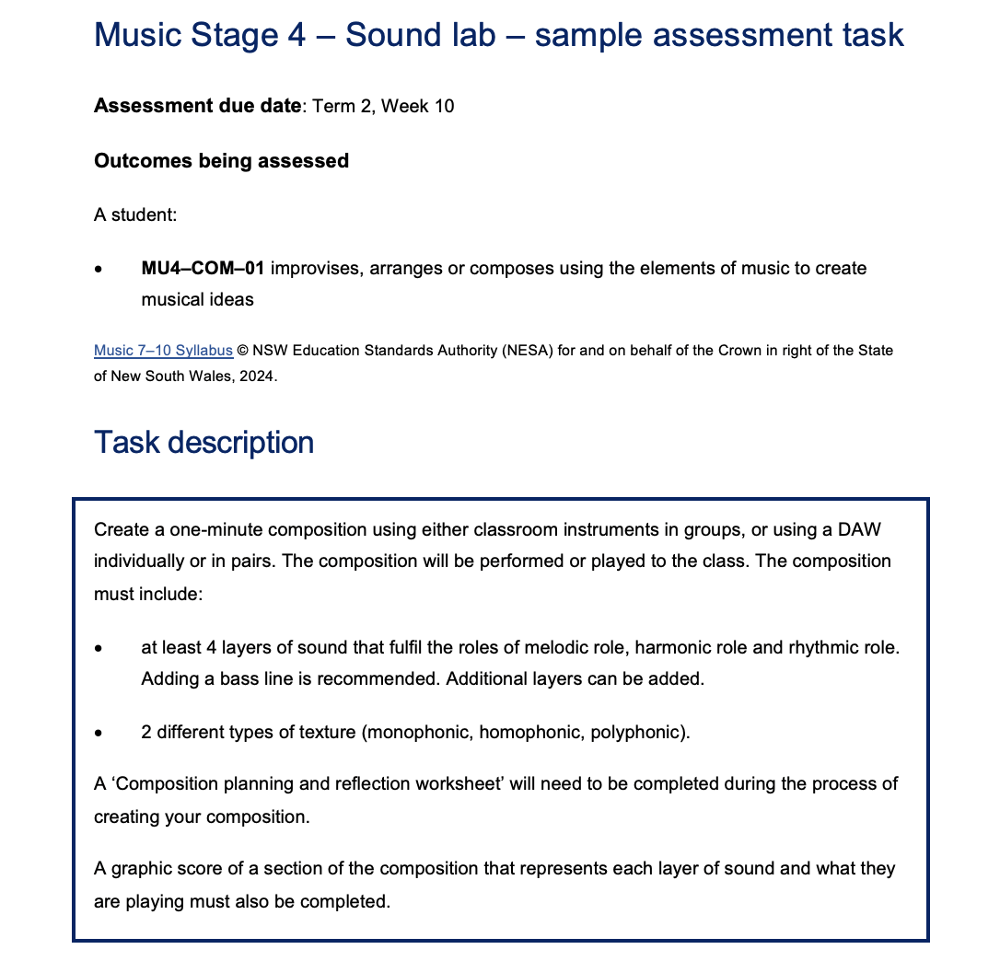 Music Stage 4 – Sound lab – sample assessment task
Assessment due date: Term 2, Week 10
Outcomes being assessed
A student:
• MU4–COM–01 improvises, arranges or composes using the elements of music to create
musical ideas
Music 7–10 Syllabus © NSW Education Standards Authority (NESA) for and on behalf of the Crown in right of the State
of New South Wales, 2024.
Task description
Create a one-minute composition using either classroom instruments in groups, or using a DAW
individually or in pairs. The composition will be performed or played to the class. The composition
must include:
• at least 4 layers of sound that fulfil the roles of melodic role, harmonic role and rhythmic role.
Adding a bass line is recommended. Additional layers can be added.
• 2 different types of texture (monophonic, homophonic, polyphonic).
A ‘Composition planning and reflection worksheet’ will need to be completed during the process of
creating your composition.
A graphic score of a section of the composition that represents each layer of sound and what they
are playing must also be completed.